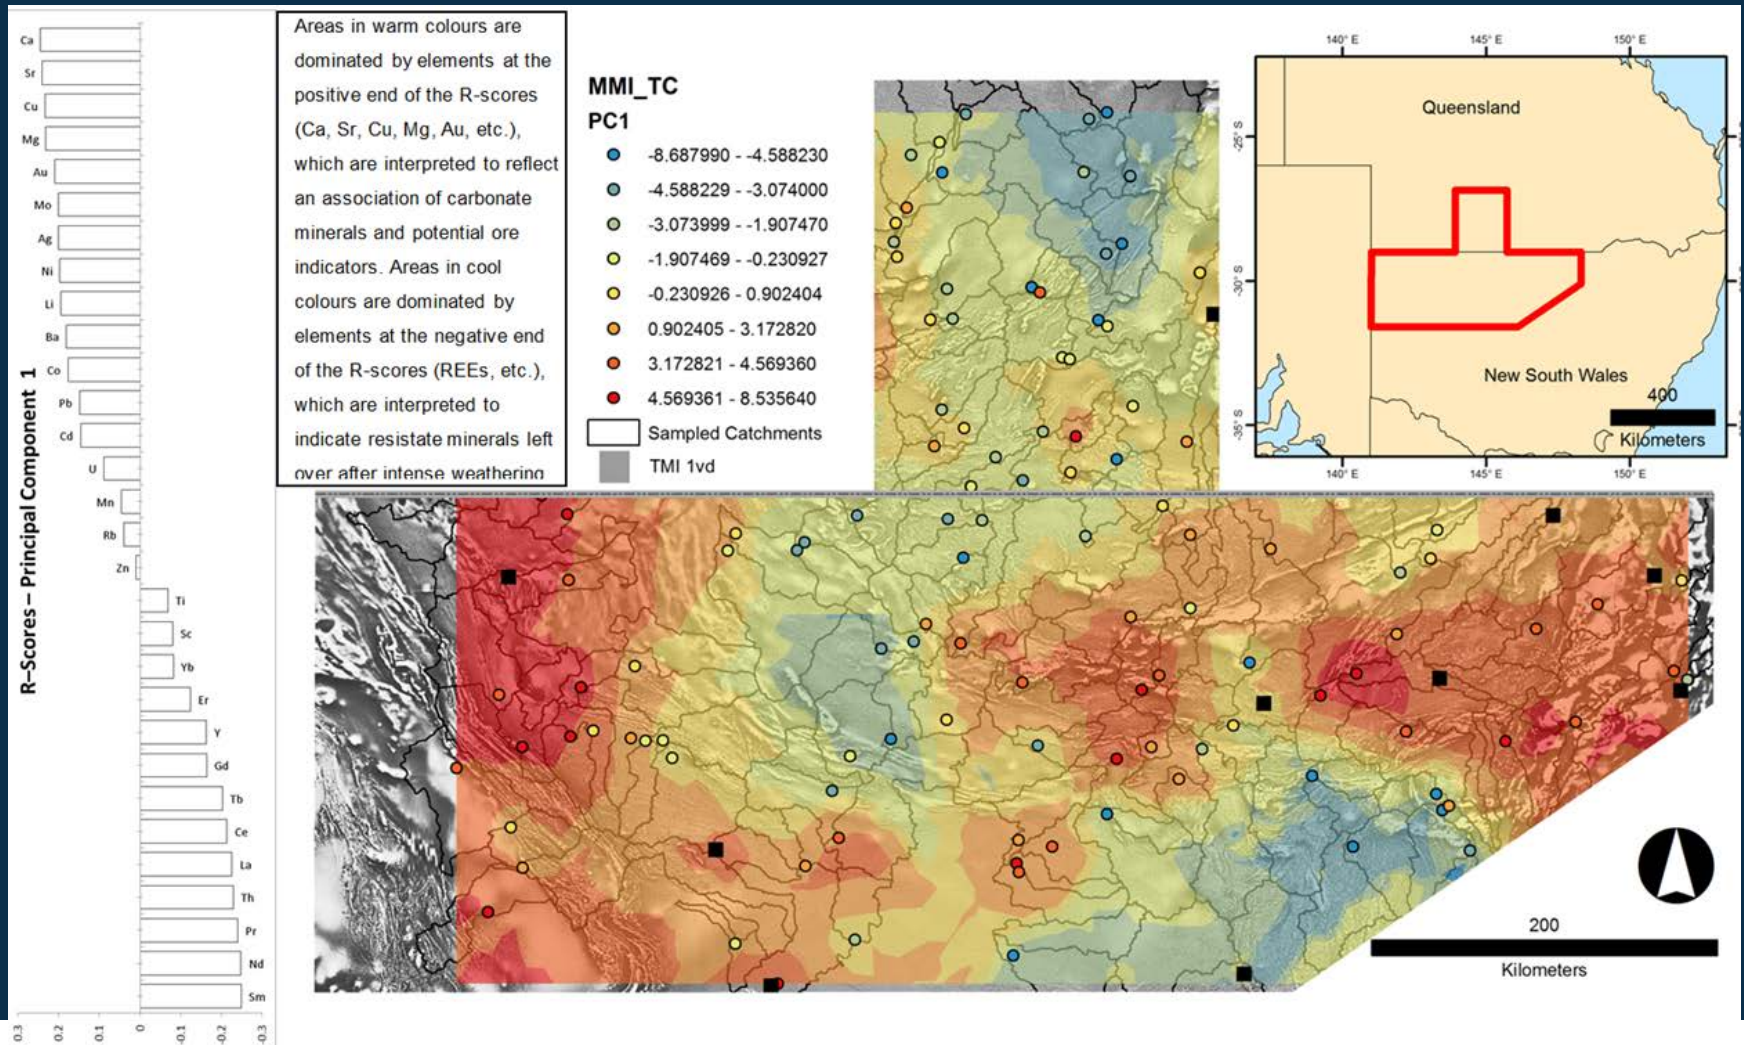 R–Scores – Principal Component 1
Ca
Sr
Cu
Mg
Au
Mo
Ag
Ni
Li
Ba
Co
Pb
Cd
U
Mn
Rb
Zn
Ti
Sc
Yb
Er
Y
Gd
Tb
Ce
La
Th
Pr
Nd
Sm
0.3
0.2
0.1
0
-0.1
-0.2
-0.3
Areas in warm colours are
dominated by elements at the
positive end of the R-scores
(Ca, Sr, Cu, Mg, Au, etc.),
which are interpreted to reflect
an association of carbonate
minerals and potential ore
indicators. Areas in cool
colours are dominated by
elements at the negative end
of the R-scores (REEs, etc.),
which are interpreted to
indicate resistate minerals left
over after intense weathering
MMI_TC
PC1
-8.687990 - -4.588230
-4.588229 - -3.074000
-3.073999 - -1.907470
-1.907469 - -0.230927
-0.230926 - 0.902404
0.902405 - 3.172820
3.172821 - 4.569360
4.569361 - 8.535640
Sampled Catchments
TMI 1vd
140° E
145° E
150° E
-25° S
-30° S
-35° S
Queensland
New South Wales
400
Kilometers
140° E
145° E
150° E
200
Kilometers